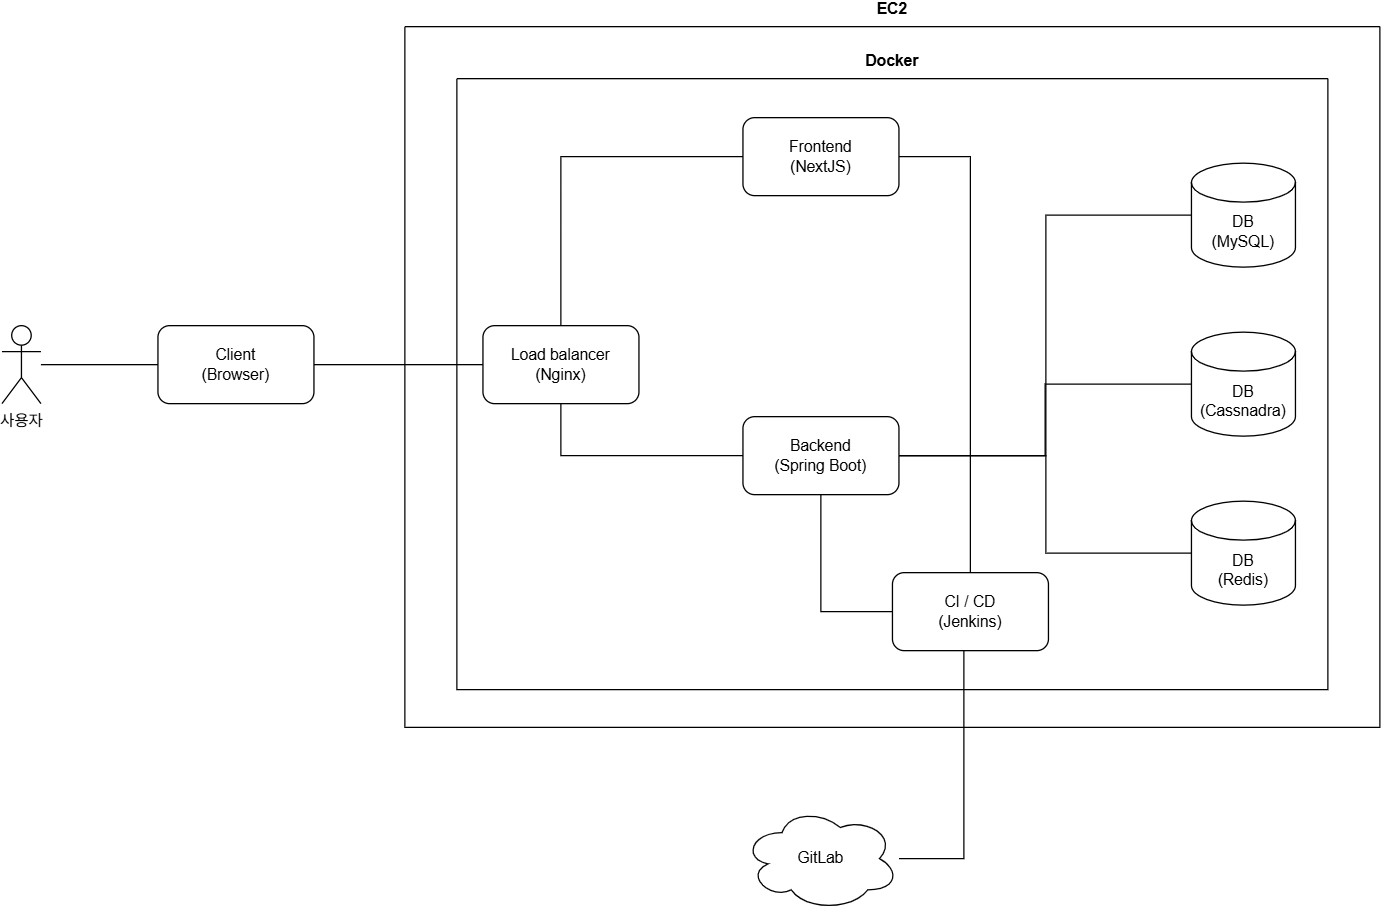 EC2
Docker
Frontend
(NextJS)
DB
(MySQL)
Client
(Browser)
Load balancer
(Nginx)
사용자
DB
(Cassnadra)
Backend
(Spring Boot)
DB
(Redis)
CI / CD
(Jenkins)
GitLab